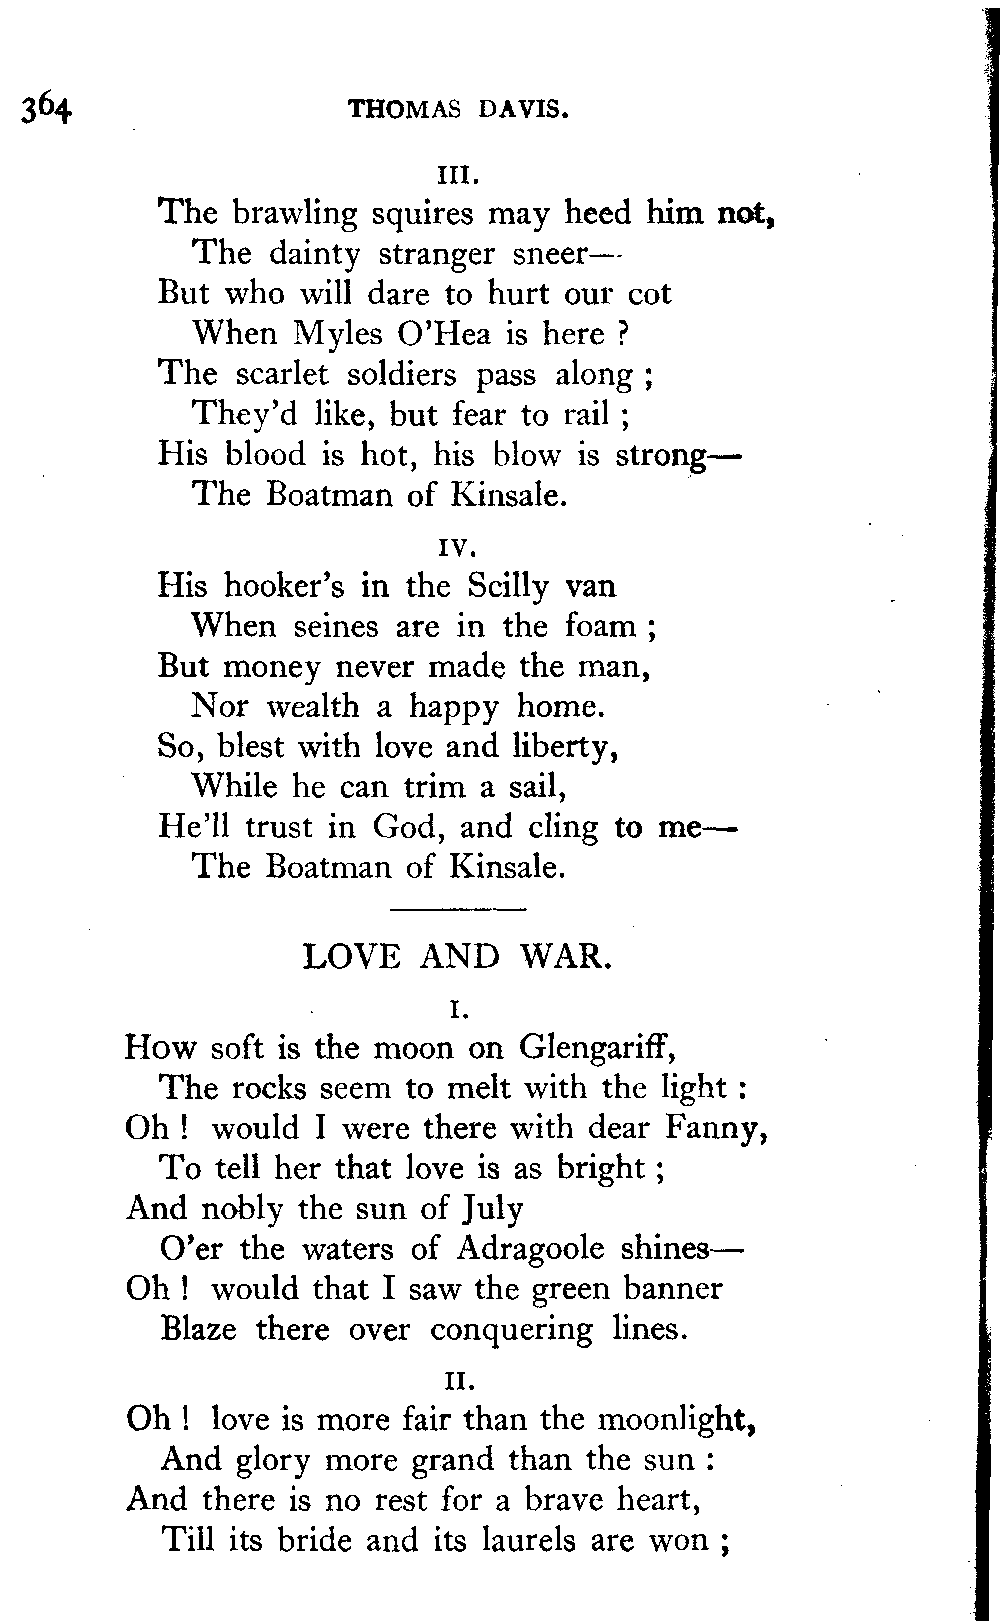 364 THOMAS DAVIS.
III.
The brawling squires may heed him not,
The dainty stranger sneer—
But who will dare to hurt our cot
When Myles O'Hea is here ?
The scarlet soldiers pass along ;
They'd like, but fear to rail ;
His blood is hot, his blow is strong—
The Boatman of Kinsale.
IV.
His hooker's in the Scilly van
When seines are in the foam ;
But money never made the man,
Nor wealth a happy home.
So, blest with love and liberty,
While he can trim a sail,
He'll trust in God, and cling to me—
The Boatman of Kinsale.
LOVE AND WAR.
I.
How soft is the moon on Glengariff,
The rocks seem to melt with the light :
Oh ! would I were there with dear Fanny,
To tell her that love is as bright ;
And nobly the sun of July
O'er the waters of Adragoole shines—
Oh ! would that I saw the green banner
Blaze there over conquering lines.
II.
Oh ! love is more fair than the moonlight,
And glory more grand than the sun :
And there is no rest for a brave heart,
Till its bride and its laurels are won ;